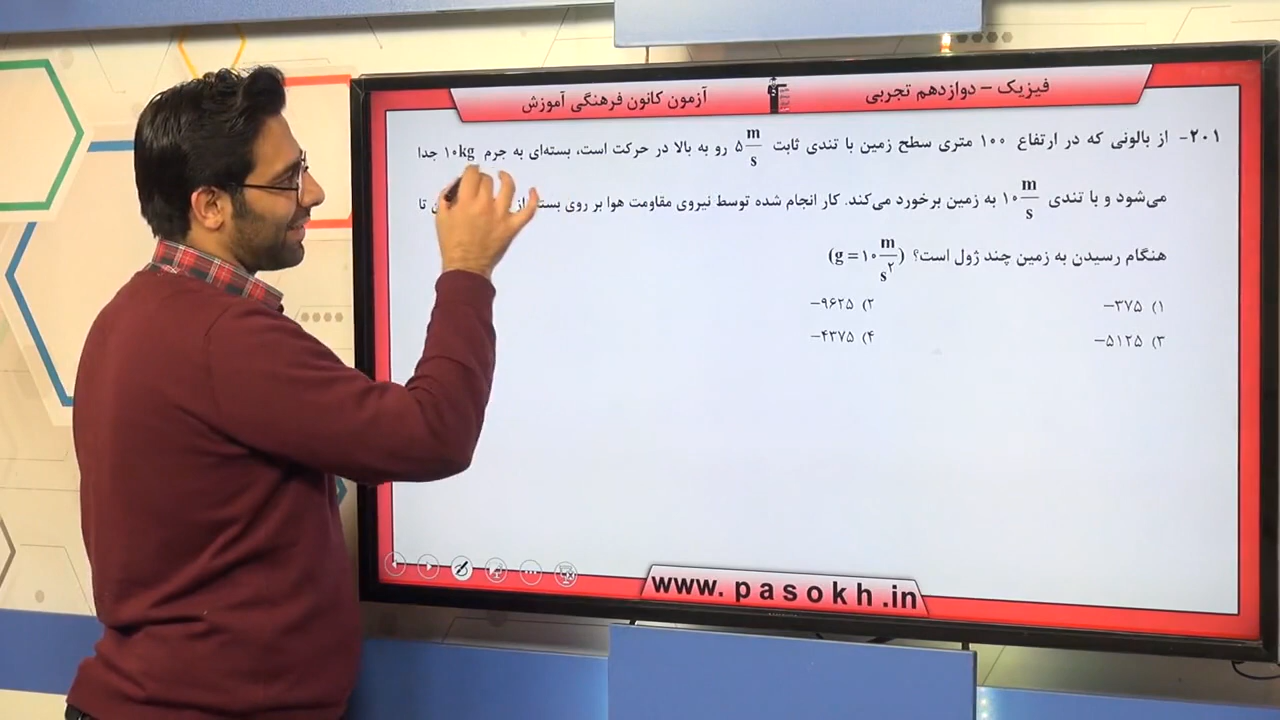 فیزیک – دوازدهم تجربی
آزمون کانون فرهنگی آموزش
۲۰۱- از بالونی که در ارتفاع ۱۰۰ متری سطح زمین با تندی ثابت ۵ m/s رو به بالا در حرکت است، بسته‌ای به جرم ۱۰kg جدا
می‌شود و با تندی ۱۰ m/s به زمین برخورد می‌کند. کار انجام شده توسط نیروی مقاومت هوا بر روی بسته از تا
هنگام رسیدن به زمین چند ژول است؟ (g = ۱۰ m/s²)
۱) ۳۷۵− ۲) ۹۶۲۵−
۳) ۵۱۲۵− ۴) ۴۳۷۵−
www.pasokh.in